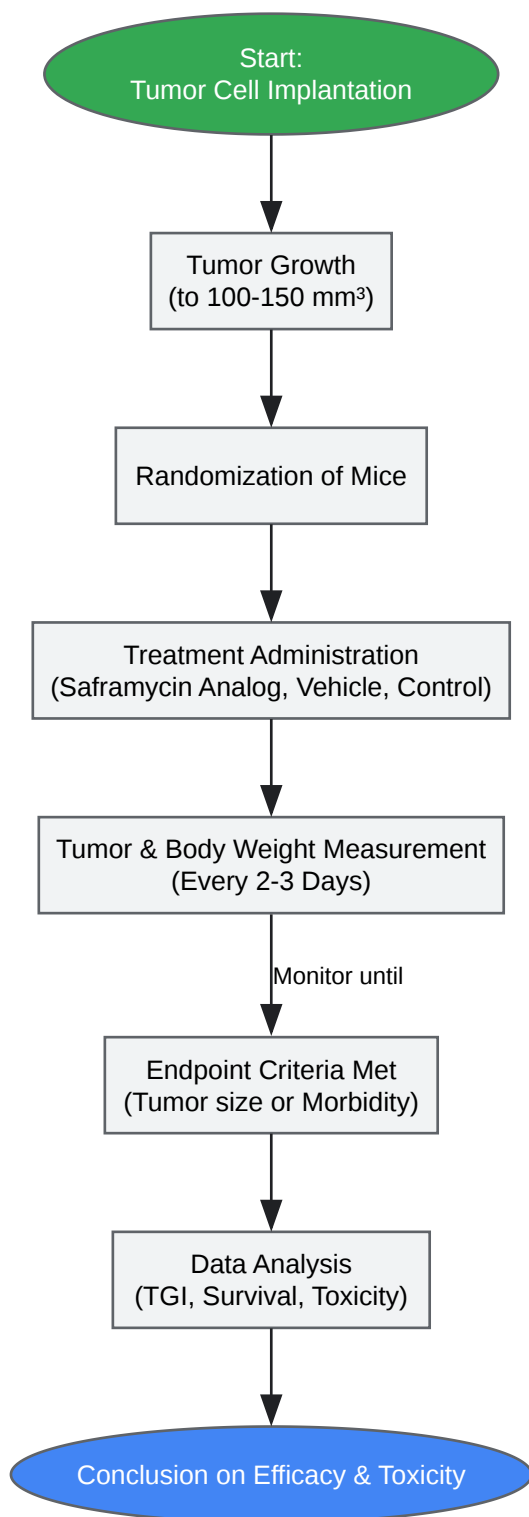 Start:
Tumor Cell Implantation
Tumor Growth
(to 100-150 mm³)
Randomization of Mice
Treatment Administration
(Saframycin Analog, Vehicle, Control)
Tumor & Body Weight Measurement
(Every 2-3 Days)
Monitor until
Endpoint Criteria Met
(Tumor size or Morbidity)
Data Analysis
(TGI, Survival, Toxicity)
Conclusion on Efficacy & Toxicity